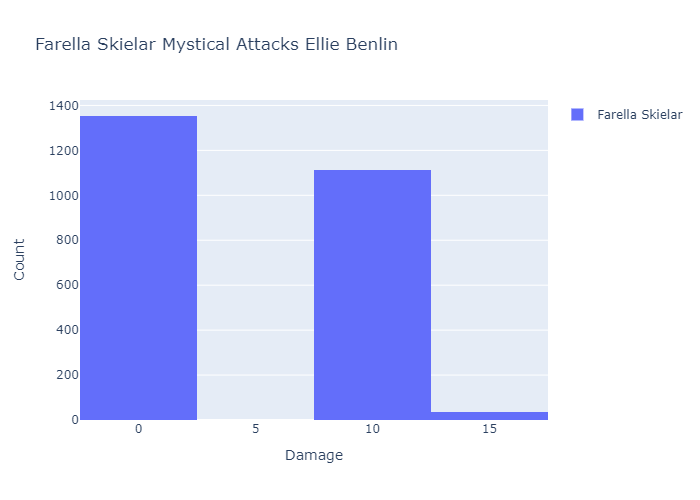 Farella Skielar Mystical Attacks Ellie Benlin
Farella Skielar
1400
1200
1000
800
600
400
200
0
Count
0 5 10 15
Damage